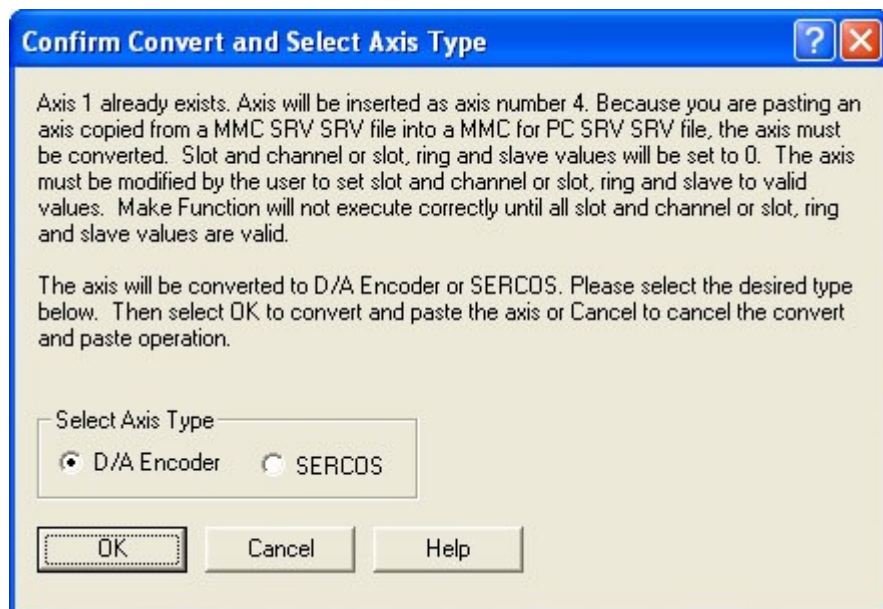 Confirm Convert and Select Axis Type
Axis 1 already exists. Axis will be inserted as axis number 4. Because you are pasting an
axis copied from a MMC SRV SRV file into a MMC for PC SRV SRV file, the axis must
be converted. Slot and channel or slot, ring and slave values will be set to 0. The axis
must be modified by the user to set slot and channel or slot, ring and slave to valid
values. Make Function will not execute correctly until all slot and channel or slot, ring
and slave values are valid.
The axis will be converted to D/A Encoder or SERCOS. Please select the desired type
below. Then select OK to convert and paste the axis or Cancel to cancel the convert
and paste operation.
Select Axis Type
D/A Encoder SERCOS
OK Cancel Help